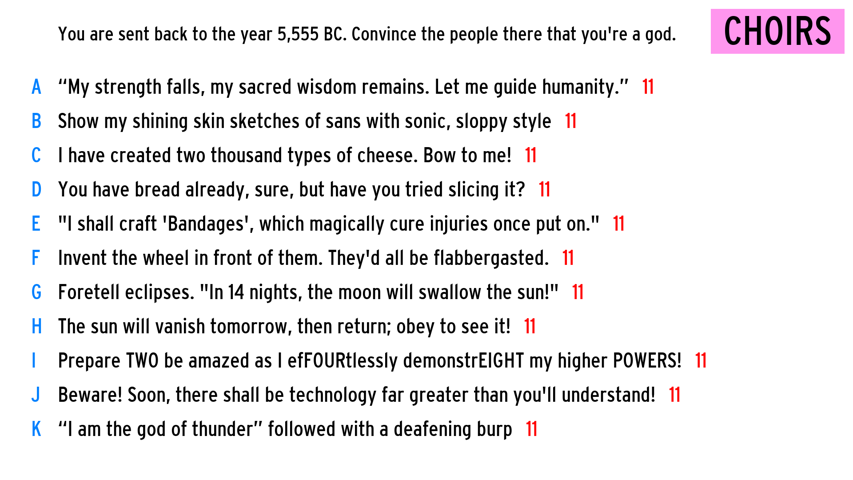 You are sent back to the year 5,555 BC. Convince the people there that you're a god.
CHOIRS
A “My strength falls, my sacred wisdom remains. Let me guide humanity.” 11
B Show my shining skin sketches of sans with sonic, sloppy style 11
C I have created two thousand types of cheese. Bow to me! 11
D You have bread already, sure, but have you tried slicing it? 11
E "I shall craft 'Bandages', which magically cure injuries once put on." 11
F Invent the wheel in front of them. They'd all be flabbergasted. 11
G Foretell eclipses. "In 14 nights, the moon will swallow the sun!" 11
H The sun will vanish tomorrow, then return; obey to see it! 11
I Prepare TWO be amazed as I efFOURtlessly demonstrEIGHT my higher POWERS! 11
J Beware! Soon, there shall be technology far greater than you'll understand! 11
K “I am the god of thunder” followed with a deafening burp 11